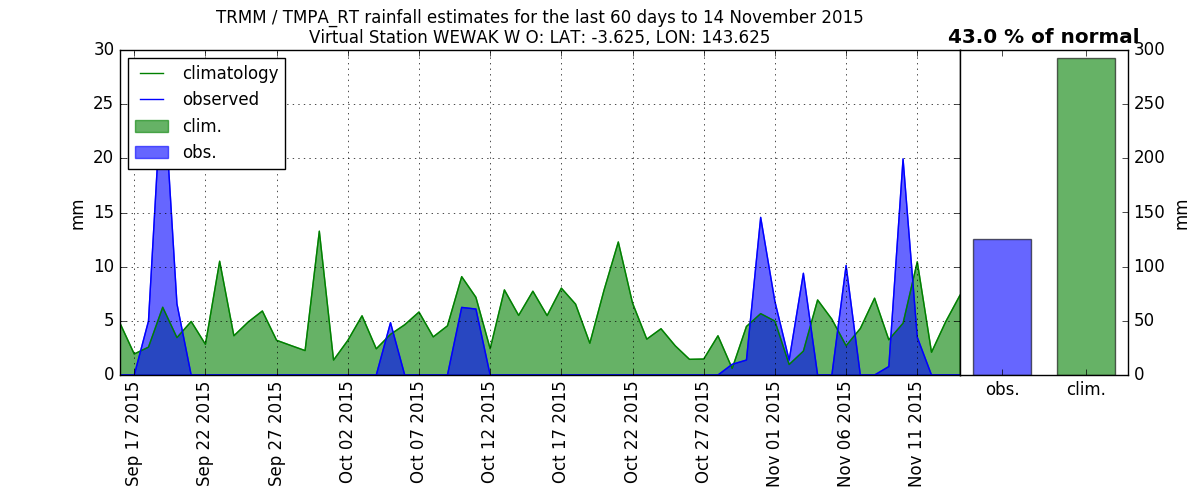 TRMM / TMPA_RT rainfall estimates for the last 60 days to 14 November 2015
Virtual Station WEWAK W O: LAT: -3.625, LON: 143.625
43.0 % of normal
30
25
20
15
10
5
0
mm
climatology
observed
clim.
obs.
300
250
200
150
100
50
0
mm
Sep 17 2015
Sep 22 2015
Sep 27 2015
Oct 02 2015
Oct 07 2015
Oct 12 2015
Oct 17 2015
Oct 22 2015
Oct 27 2015
Nov 01 2015
Nov 06 2015
Nov 11 2015
obs.
clim.